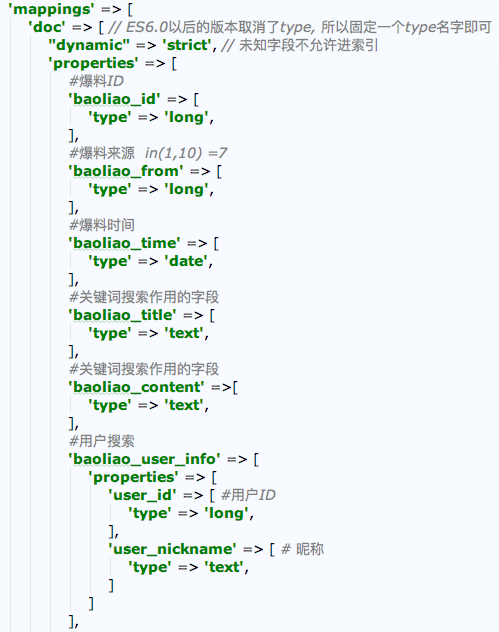 'mappings' => [
'doc' => [ // ES6.0以后的版本取消了type, 所以固定一个type名字即可
"dynamic" => 'strict', // 未知字段不允许进索引
'properties' => [
#爆料ID
'baoliao_id' => [
'type' => 'long',
],
#爆料来源 in(1,10) =7
'baoliao_from' => [
'type' => 'long',
],
#爆料时间
'baoliao_time' => [
'type' => 'date',
],
#关键词搜索作用的字段
'baoliao_title' => [
'type' => 'text',
],
#关键词搜索作用的字段
'baoliao_content' =>[
'type' => 'text',
],
#用户搜索
'baoliao_user_info' => [
'properties' => [
'user_id' => [ #用户ID
'type' => 'long',
],
'user_nickname' => [ # 昵称
'type' => 'text',
]
]
],